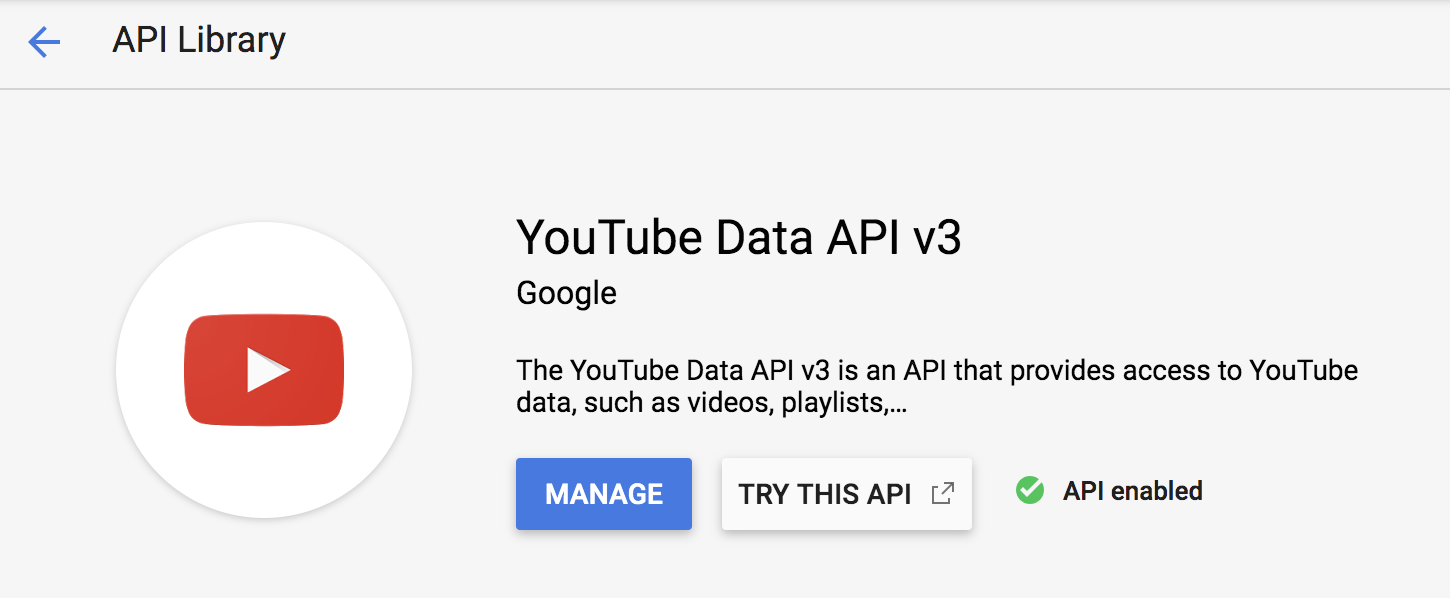 API Library
YouTube Data API v3
Google
The YouTube Data API v3 is an API that provides access to YouTube
data, such as videos, playlists,...
MANAGE
TRY THIS API
API enabled